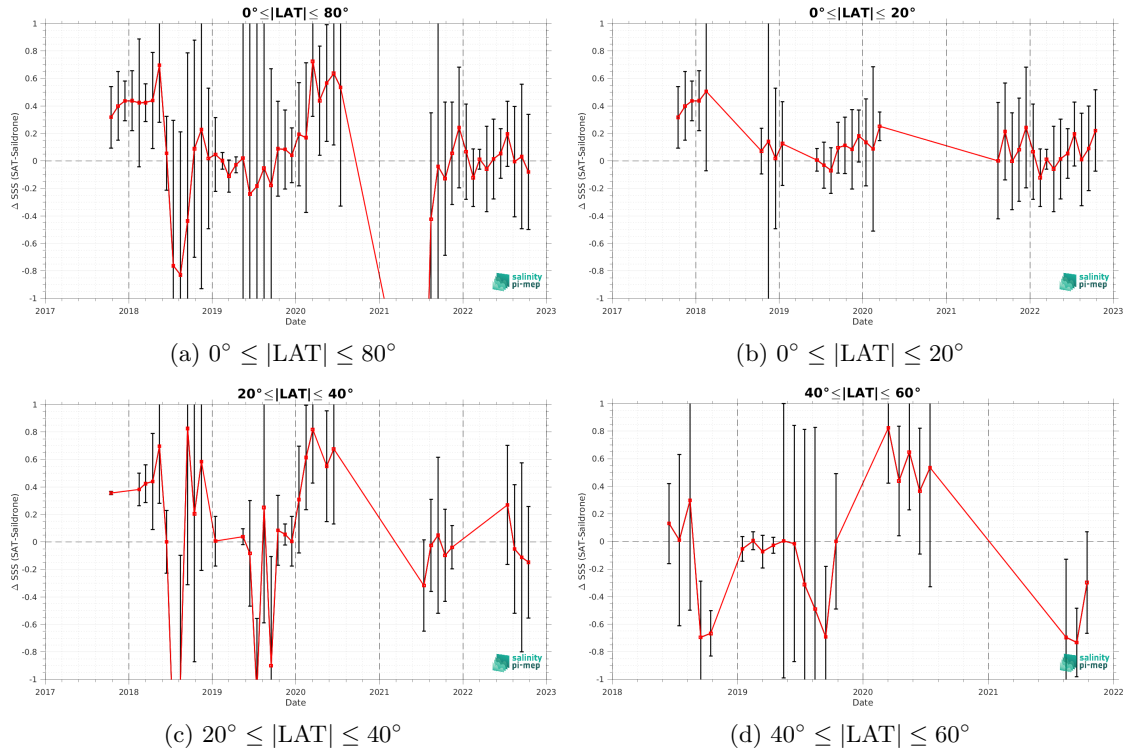 0°≤|LAT|≤ 80°
Δ SSS (SAT-Saildrone)
1
0.8
0.6
0.4
0.2
0
-0.2
-0.4
-0.6
-0.8
-1
2017 2018 2019 2020 2021 2022 2023
Date
salinity
pi-mep
(a) 0° ≤ |LAT| ≤ 80°
0°≤|LAT|≤ 20°
Δ SSS (SAT-Saildrone)
1
0.8
0.6
0.4
0.2
0
-0.2
-0.4
-0.6
-0.8
-1
2017 2018 2019 2020 2021 2022 2023
Date
salinity
pi-mep
(b) 0° ≤ |LAT| ≤ 20°
20°≤|LAT|≤ 40°
Δ SSS (SAT-Saildrone)
1
0.8
0.6
0.4
0.2
0
-0.2
-0.4
-0.6
-0.8
-1
2017 2018 2019 2020 2021 2022 2023
Date
salinity
pi-mep
(c) 20° ≤ |LAT| ≤ 40°
40°≤|LAT|≤ 60°
Δ SSS (SAT-Saildrone)
1
0.8
0.6
0.4
0.2
0
-0.2
-0.4
-0.6
-0.8
-1
2018 2019 2020 2021 2022
Date
salinity
pi-mep
(d) 40° ≤ |LAT| ≤ 60°